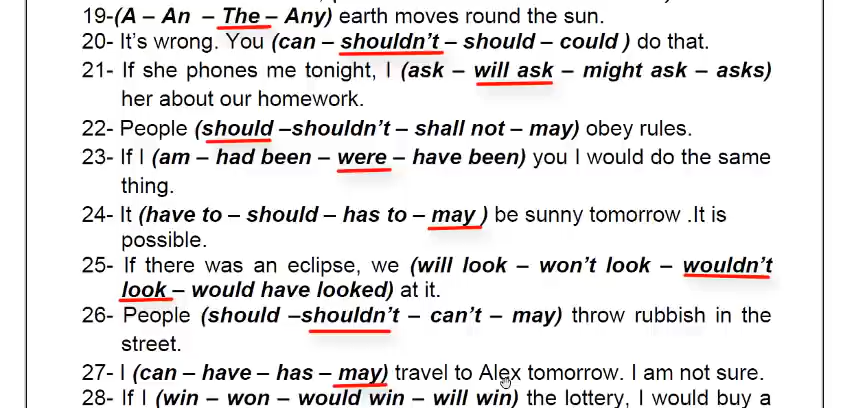 19-(A – An – The – Any) earth moves round the sun.
20- It's wrong. You (can – shouldn't – should – could ) do that.
21- If she phones me tonight, I (ask – will ask – might ask – asks)
her about our homework.
22- People (should –shouldn't – shall not – may) obey rules.
23- If I (am – had been – were – have been) you I would do the same
thing.
24- It (have to – should – has to – may ) be sunny tomorrow .It is
possible.
25- If there was an eclipse, we (will look – won't look – wouldn't
look – would have looked) at it.
26- People (should –shouldn't – can't – may) throw rubbish in the
street.
27- I (can – have – has – may) travel to Alex tomorrow. I am not sure.
28- If I (win – won – would win – will win) the lottery, I would buy a